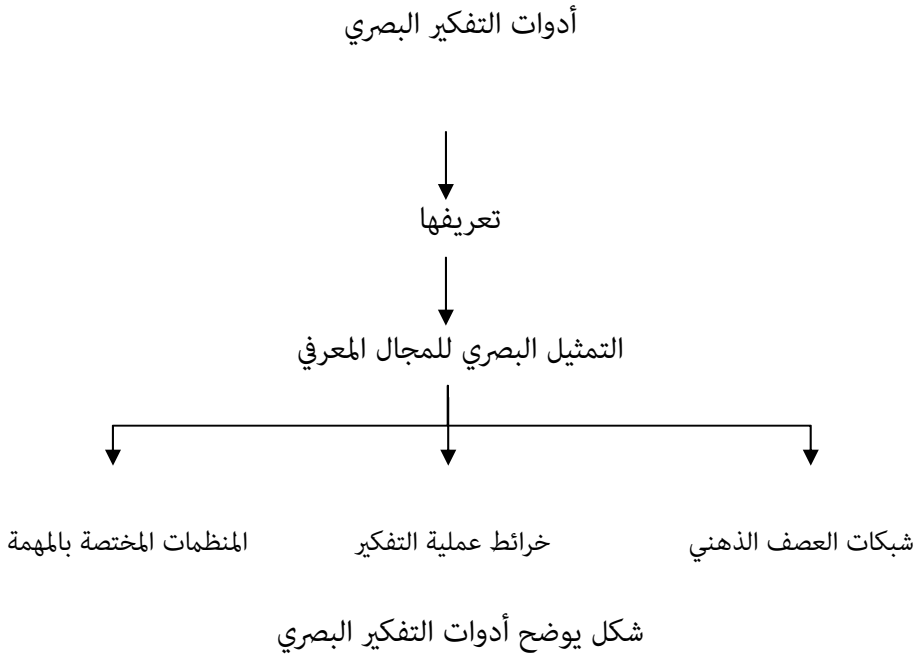 أدوات التفكير البصري
تعريفها
التمثيل البصري للمجال المعرفي
شبكات العصف الذهني
خرائط عملية التفكير
المنظمات المختصة بالمهمة
شكل يوضح أدوات التفكير البصري